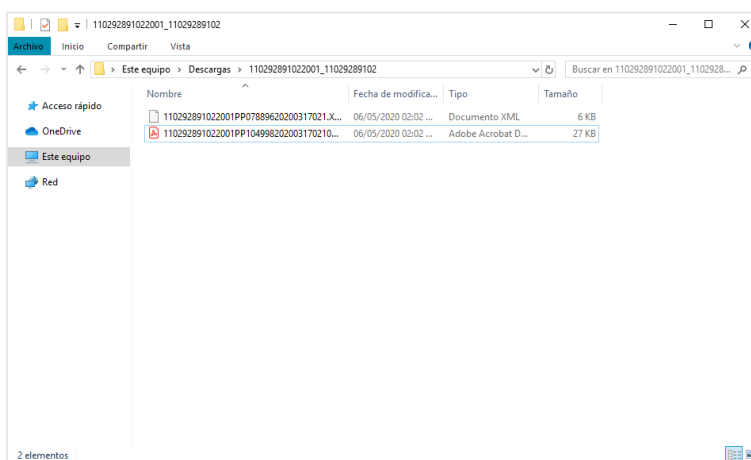 110292891022001_11029289102
Archivo Inicio Compartir Vista
Este equipo > Descargas > 110292891022001_11029289102
Buscar en 110292891022001_1102928...
Nombre Fecha de modifica... Tipo Tamaño
Acceso rápido
OneDrive
Este equipo
Red
110292891022001PP07889620200317021.X... 06/05/2020 02:02 ... Documento XML 6 KB
110292891022001PP104998202003170210... 06/05/2020 02:02 ... Adobe Acrobat D... 27 KB
2 elementos